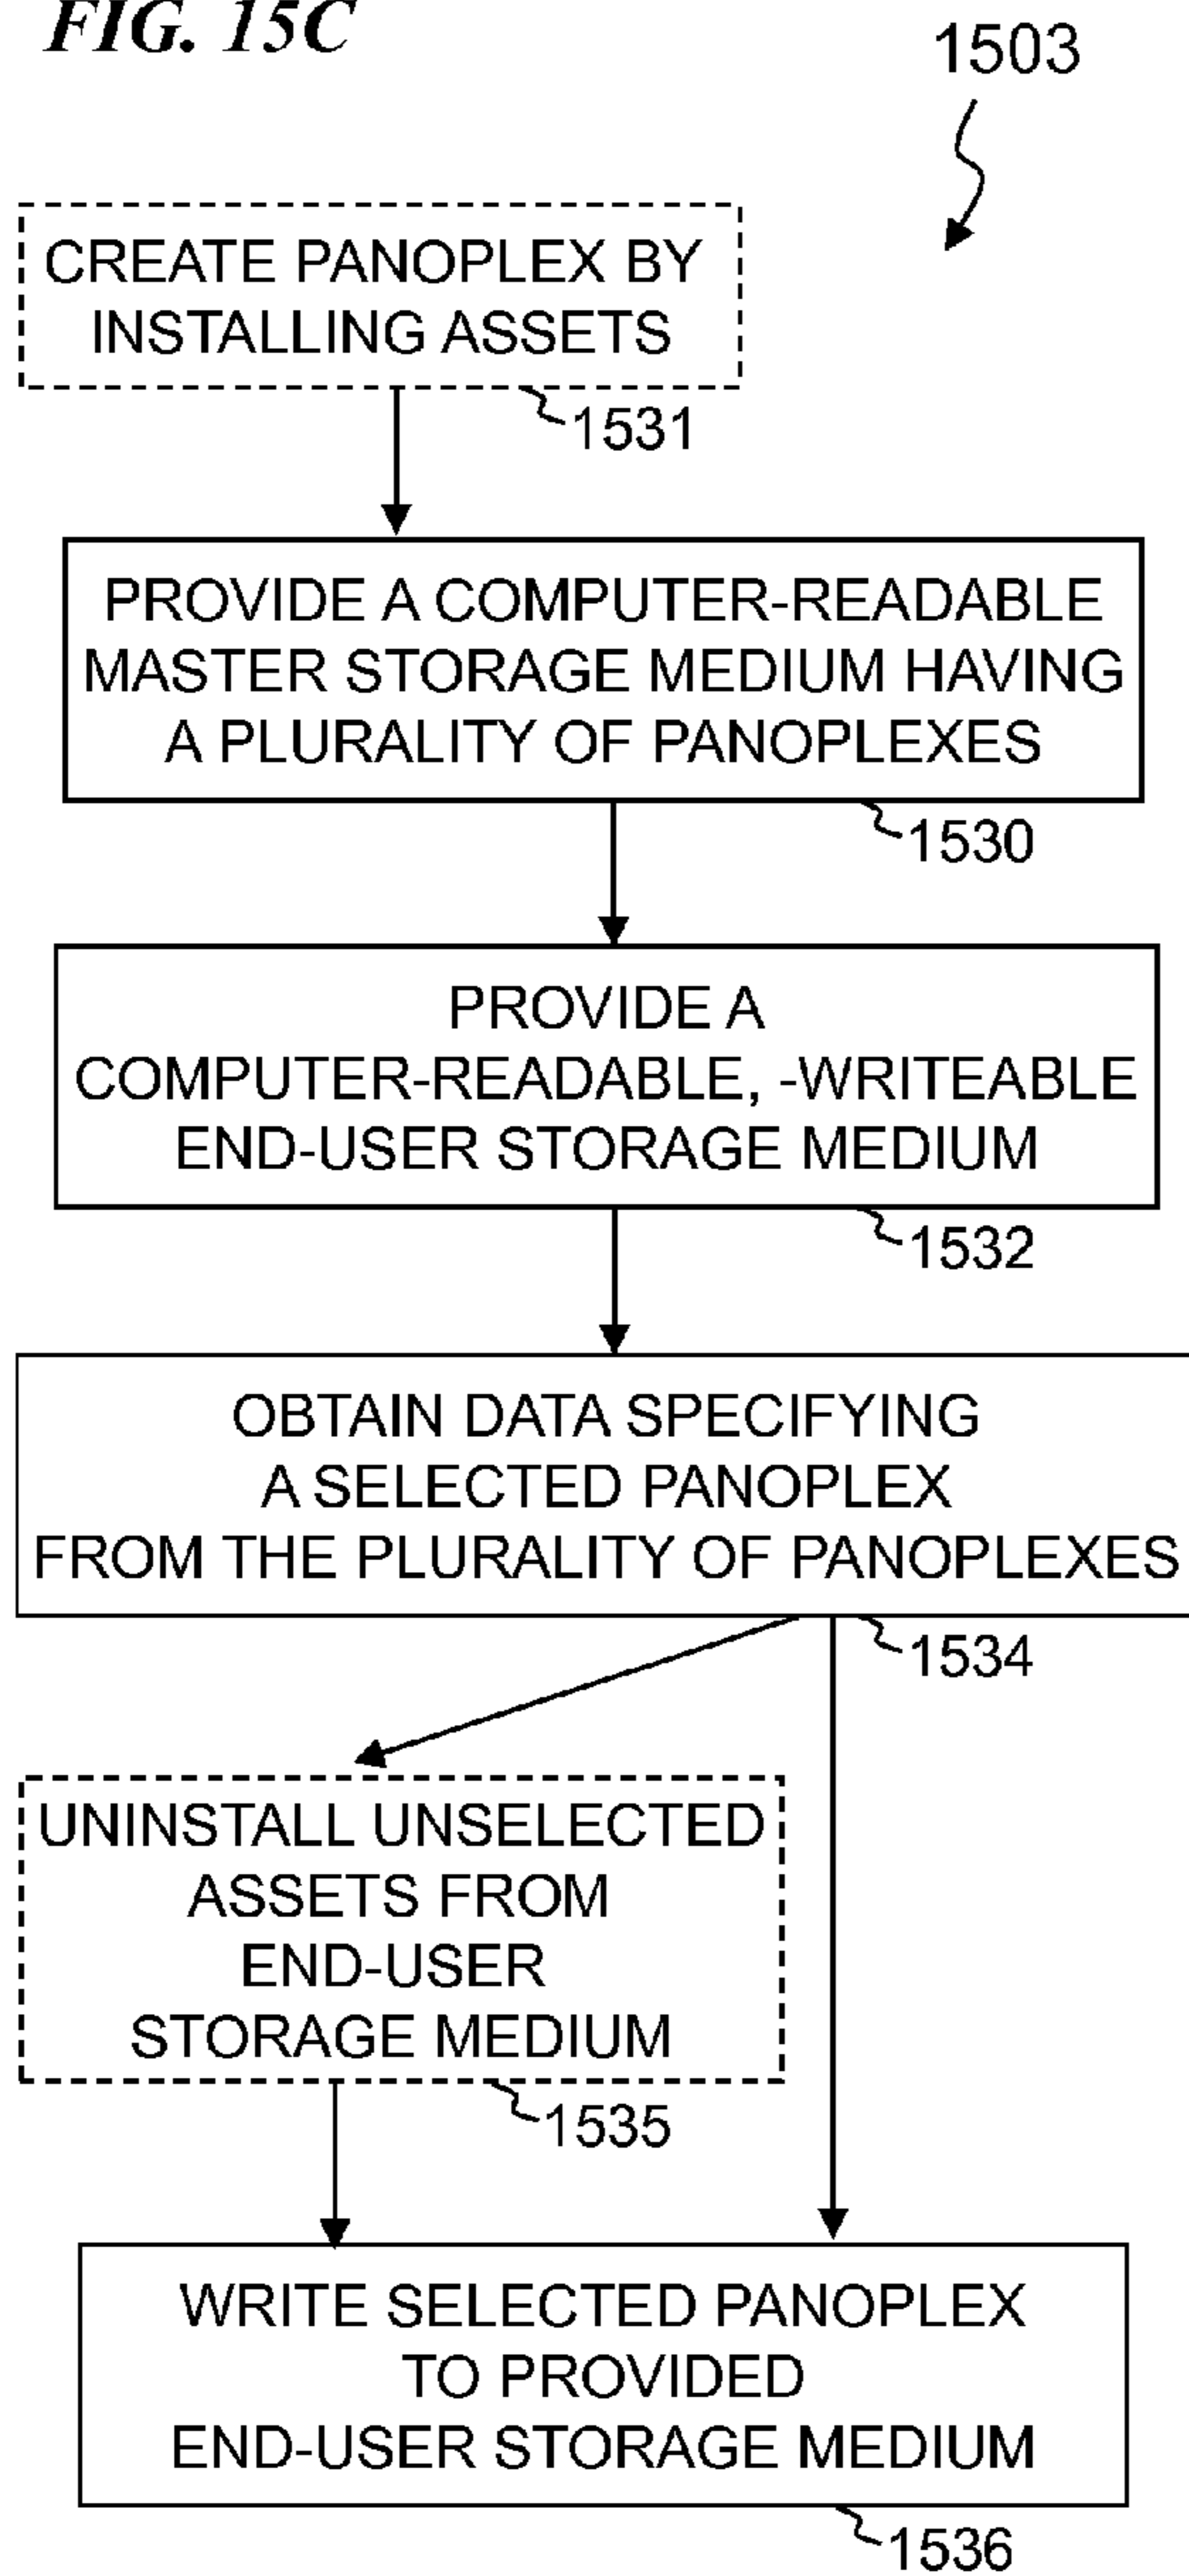 FIG. 15C
1503
CREATE PANOPLEX BY
INSTALLING ASSETS
1531
PROVIDE A COMPUTER-READABLE
MASTER STORAGE MEDIUM HAVING
A PLURALITY OF PANOPLEXES
1530
PROVIDE A
COMPUTER-READABLE, -WRITEABLE
END-USER STORAGE MEDIUM
1532
OBTAIN DATA SPECIFYING
A SELECTED PANOPLEX
FROM THE PLURALITY OF PANOPLEXES
1534
UNINSTALL UNSELECTED
ASSETS FROM
END-USER
STORAGE MEDIUM
1535
WRITE SELECTED PANOPLEX
TO PROVIDED
END-USER STORAGE MEDIUM
1536